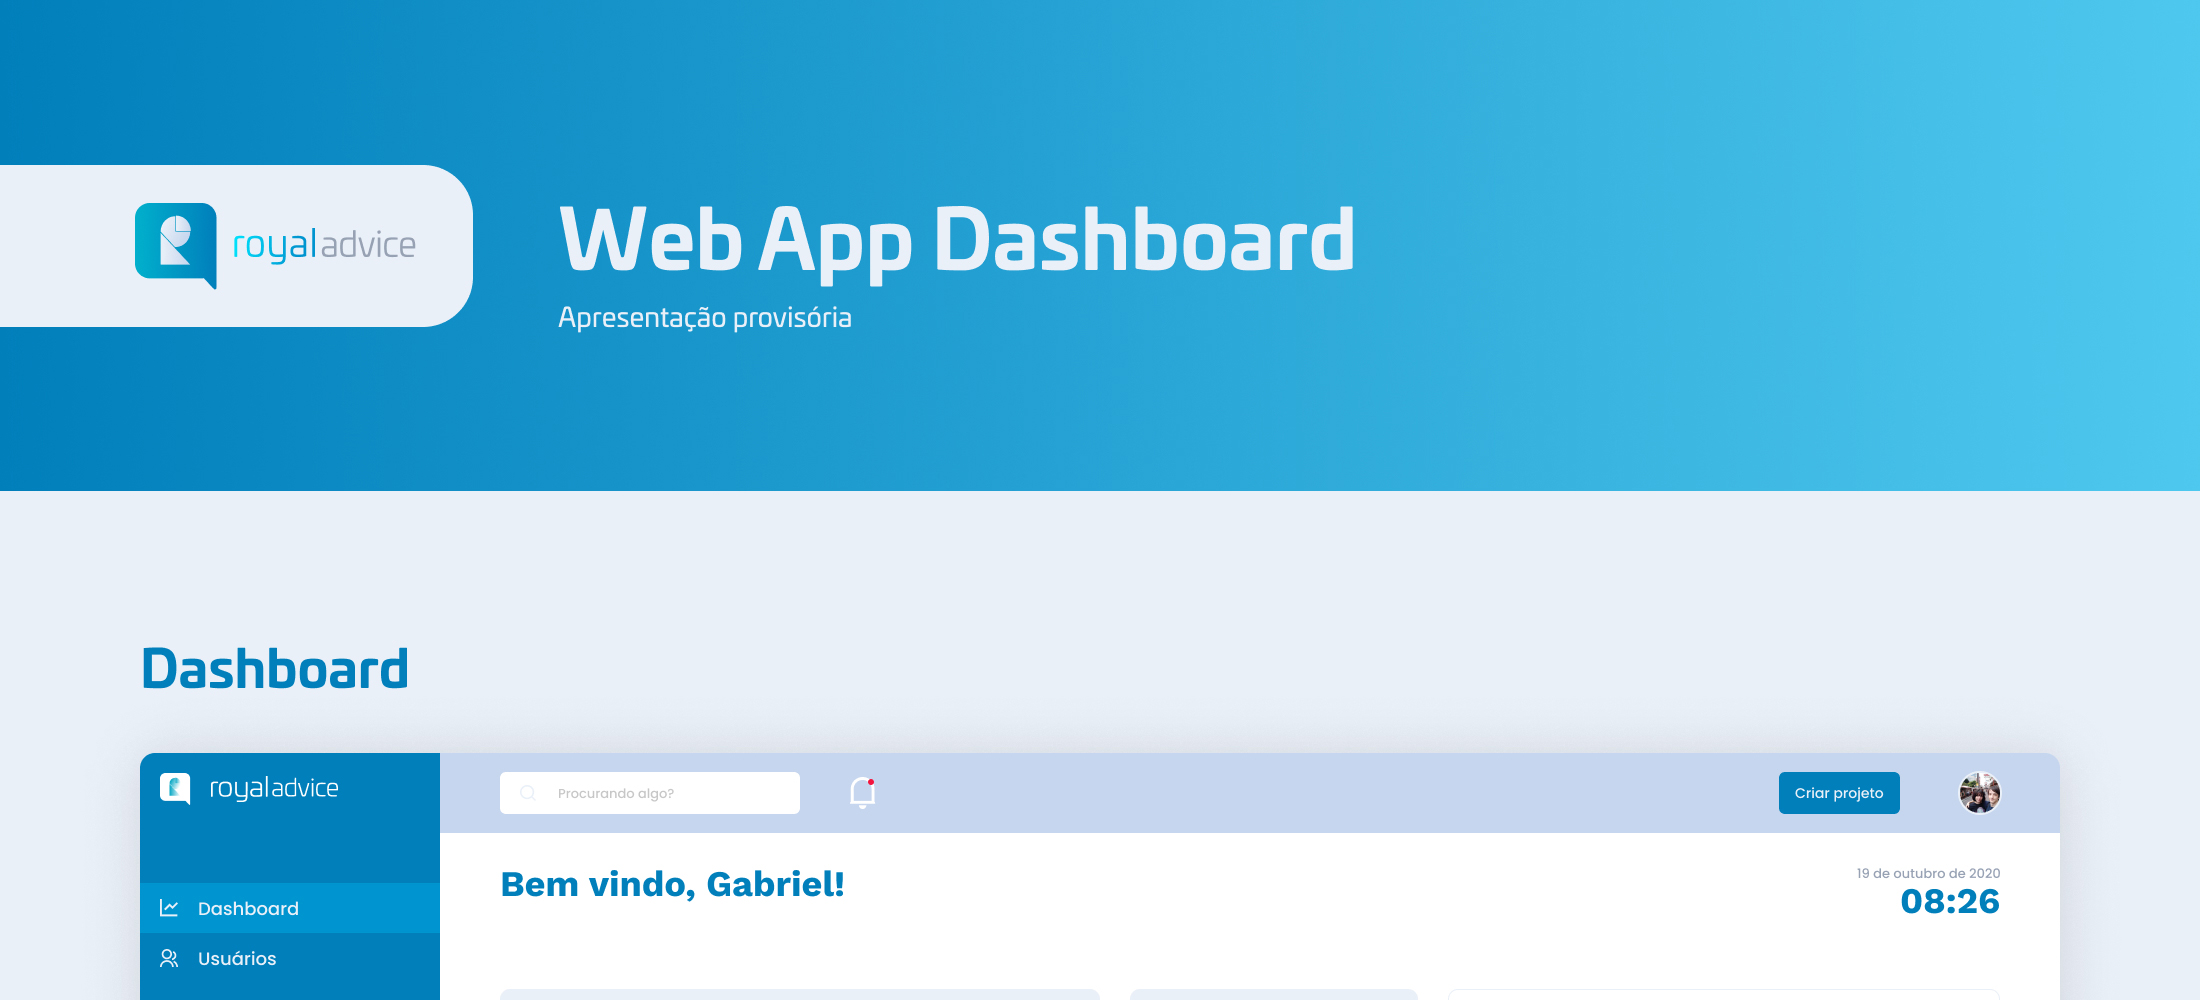 royaladvice
Web App Dashboard
Apresentação provisória
Dashboard
royaladvice
Procurando algo?
Criar projeto
Bem vindo, Gabriel!
19 de outubro de 2020
08:26
Dashboard
Usuários